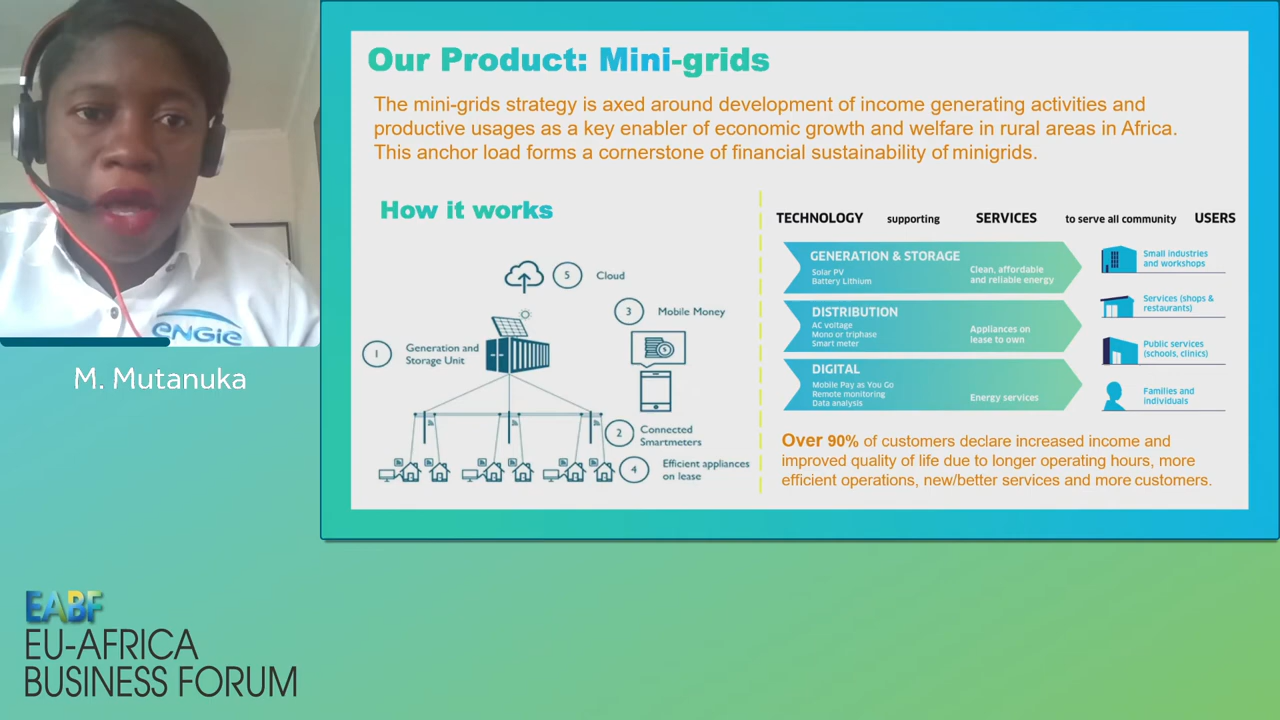 ENGIE
M. Mutanuka
EABF
EU-AFRICA
BUSINESS FORUM
Our Product: Mini-grids
The mini-grids strategy is axed around development of income generating activities and
productive usages as a key enabler of economic growth and welfare in rural areas in Africa.
This anchor load forms a cornerstone of financial sustainability of minigrids.
How it works
5 Cloud
3 Mobile Money
1 Generation and
Storage Unit
2 Connected
Smartmeters
4 Efficient appliances
on lease
TECHNOLOGY supporting SERVICES to serve all community USERS
GENERATION & STORAGE
Solar PV
Battery Lithium
Clean, affordable
and reliable energy
DISTRIBUTION
AC voltage
Mono or triphase
Smart meter
Appliances on
lease to own
DIGITAL
Mobile Pay as You Go
Remote monitoring
Data analysis
Energy services
Small industries
and workshops
Services (shops &
restaurants)
Public services
(schools, clinics)
Families and
individuals
Over 90% of customers declare increased income and
improved quality of life due to longer operating hours, more
efficient operations, new/better services and more customers.